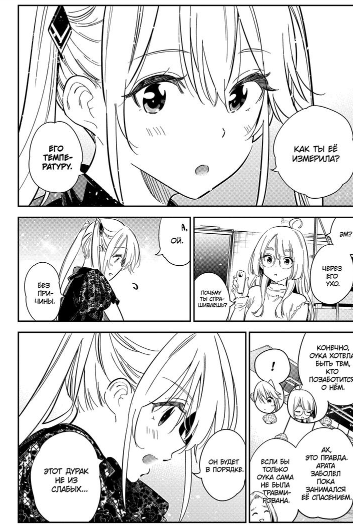 КАК ТЫ ЕЁ
ИЗМЕРИЛА?
ЕГО
ТЕМПЕ-
РАТУРУ.
ЭМ?
ЧЕРЕЗ
ЕГО
УХО.
ПОЧЕМУ
ТЫ СПРА-
ШИВАЕШЬ?
А,
ОЙ.
БЕЗ
ПРИ-
ЧИНЫ.
КОНЕЧНО,
ОУКА ХОТЕЛА
БЫТЬ ТЕМ,
КТО
ПОЗАБОТИТСЯ
О НЁМ.
!
АХ,
ЭТО ПРАВДА.
АРАТА
ЗАБОЛЕЛ
ПОКА
ЗАНИМАЛСЯ
ЕЁ СПАСЕНИЕМ.
ЕСЛИ БЫ
ТОЛЬКО
ОУКА САМА
НЕ БЫЛА
ТРАВМИ-
РОВАНА.
ОН БУДЕТ
В ПОРЯДКЕ.
ЭТОТ ДУРАК
НЕ ИЗ
СЛАБЫХ...